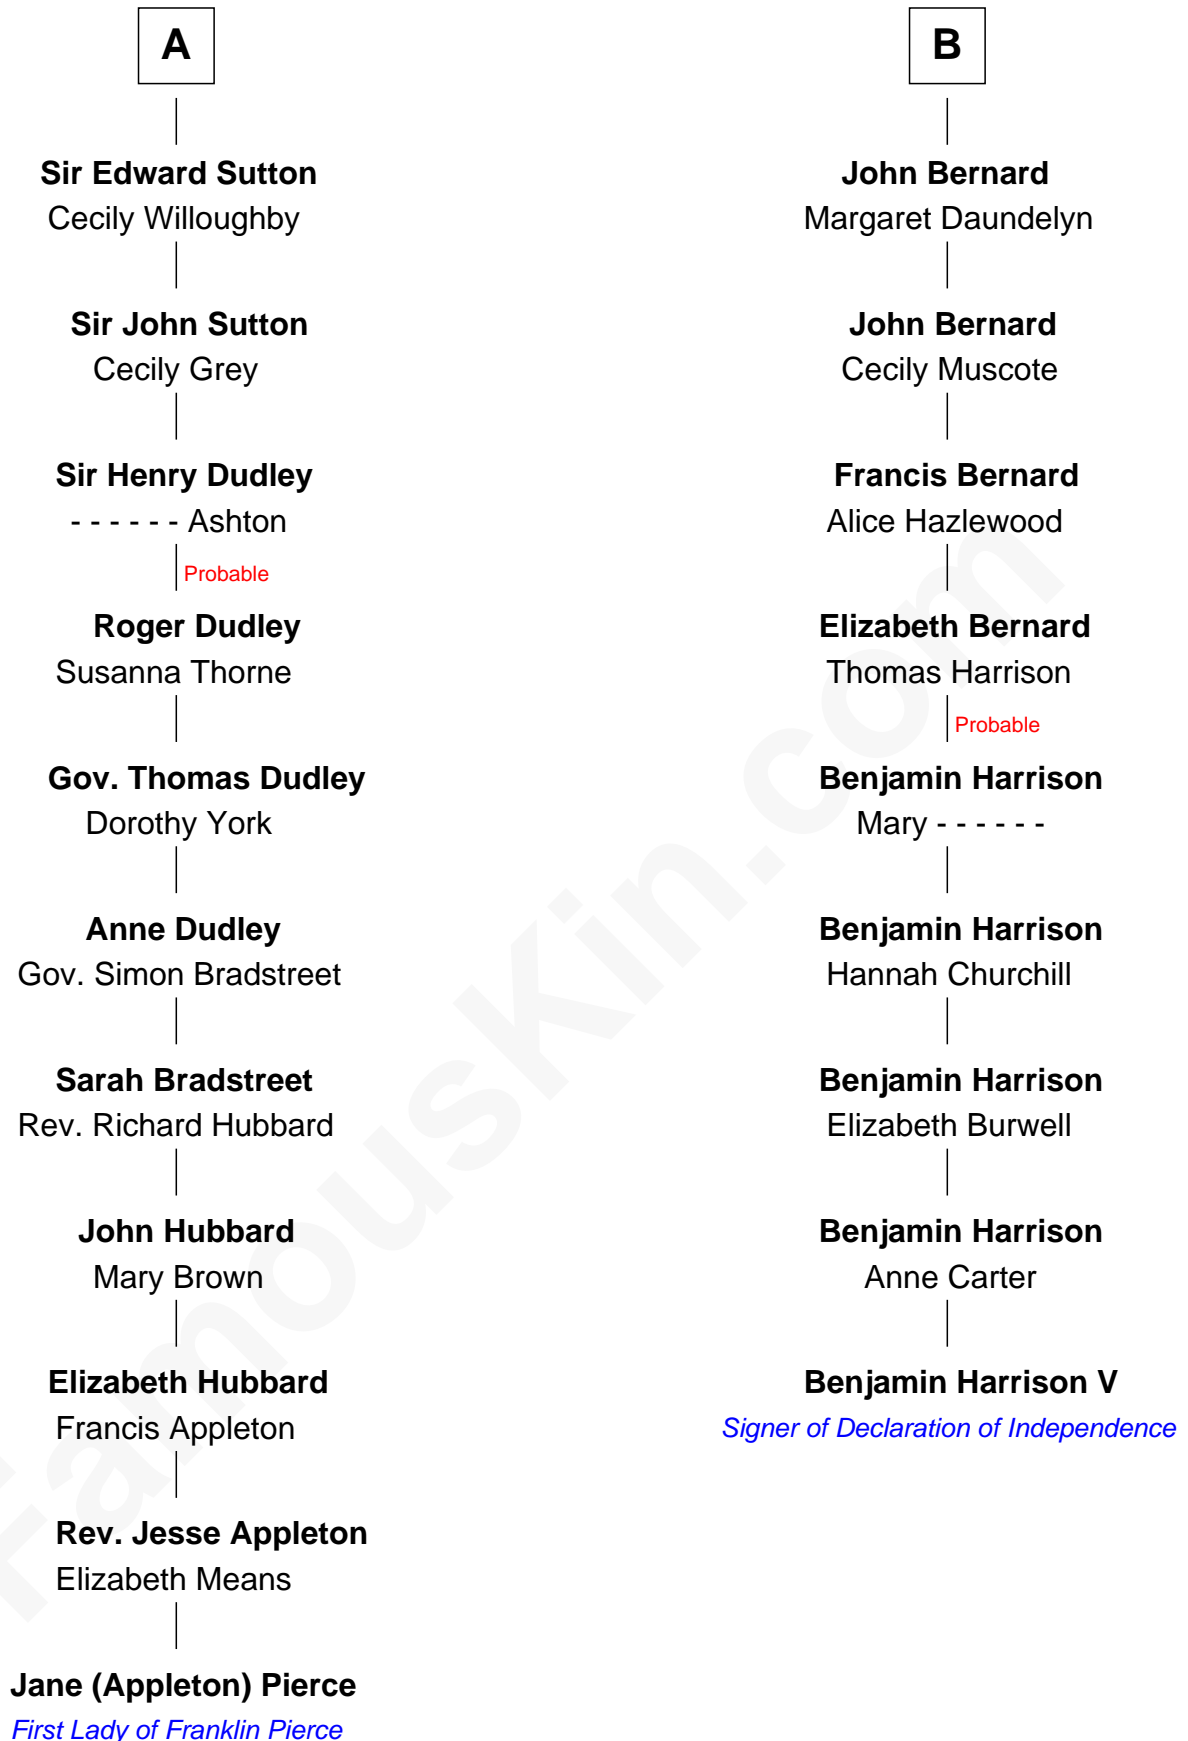 A
Sir Edward Sutton
Cecily Willoughby
Sir John Sutton
Cecily Grey
Sir Henry Dudley
- - - - - - Ashton
Probable
Roger Dudley
Susanna Thorne
Gov. Thomas Dudley
Dorothy York
Anne Dudley
Gov. Simon Bradstreet
Sarah Bradstreet
Rev. Richard Hubbard
John Hubbard
Mary Brown
Elizabeth Hubbard
Francis Appleton
Rev. Jesse Appleton
Elizabeth Means
Jane (Appleton) Pierce
First Lady of Franklin Pierce
B
John Bernard
Margaret Daundelyn
John Bernard
Cecily Muscote
Francis Bernard
Alice Hazlewood
Elizabeth Bernard
Thomas Harrison
Probable
Benjamin Harrison
Mary - - - - - -
Benjamin Harrison
Hannah Churchill
Benjamin Harrison
Elizabeth Burwell
Benjamin Harrison
Anne Carter
Benjamin Harrison V
Signer of Declaration of Independence
FamousKin.com